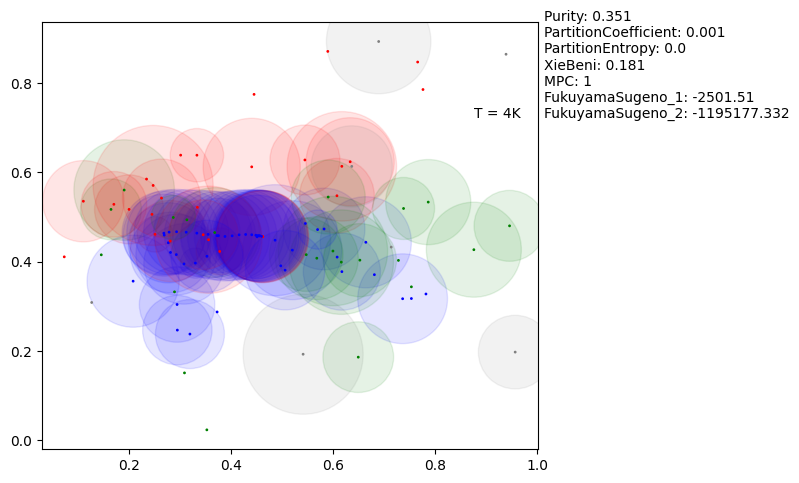 Purity: 0.351
PartitionCoefficient: 0.001
PartitionEntropy: 0.0
XieBeni: 0.181
MPC: 1
FukuyamaSugeno_1: -2501.51
FukuyamaSugeno_2: -1195177.332
T = 4K
0.8
0.6
0.4
0.2
0.0
0.2 0.4 0.6 0.8 1.0